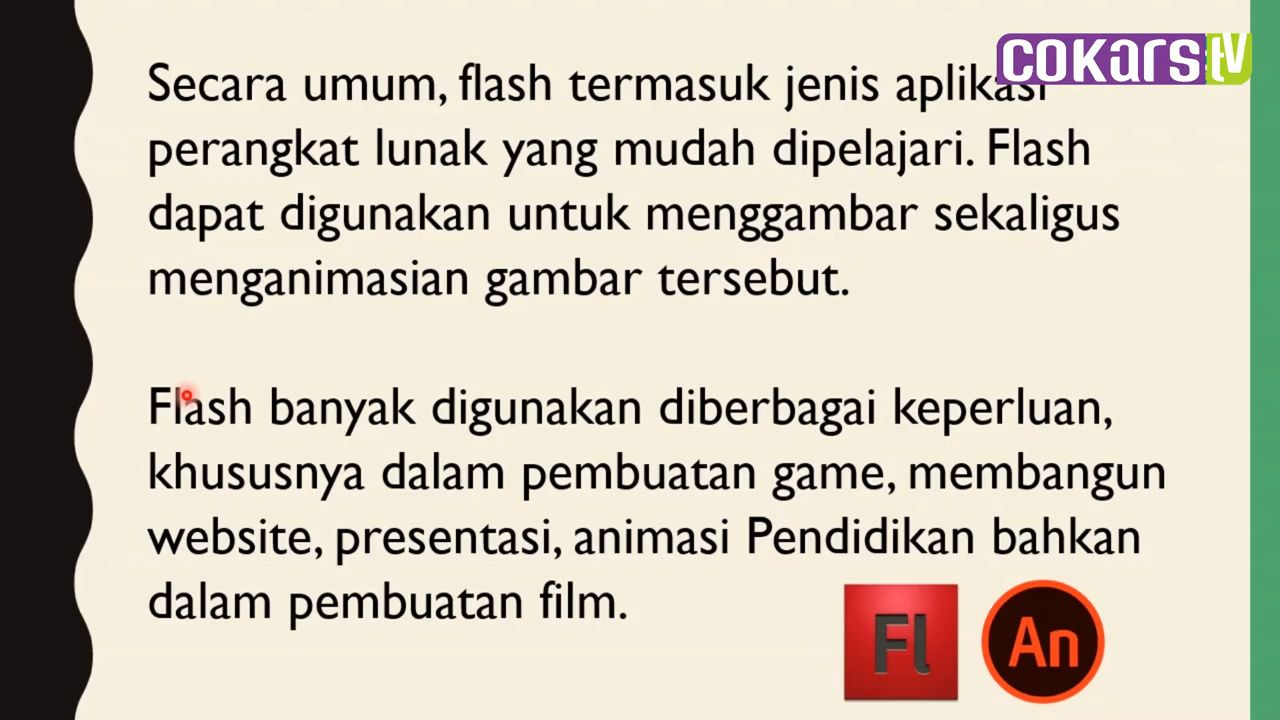 cokars tv
Secara umum, flash termasuk jenis aplikasi
perangkat lunak yang mudah dipelajari. Flash
dapat digunakan untuk menggambar sekaligus
menganimasian gambar tersebut.
Flash banyak digunakan diberbagai keperluan,
khususnya dalam pembuatan game, membangun
website, presentasi, animasi Pendidikan bahkan
dalam pembuatan film.
Fl
An